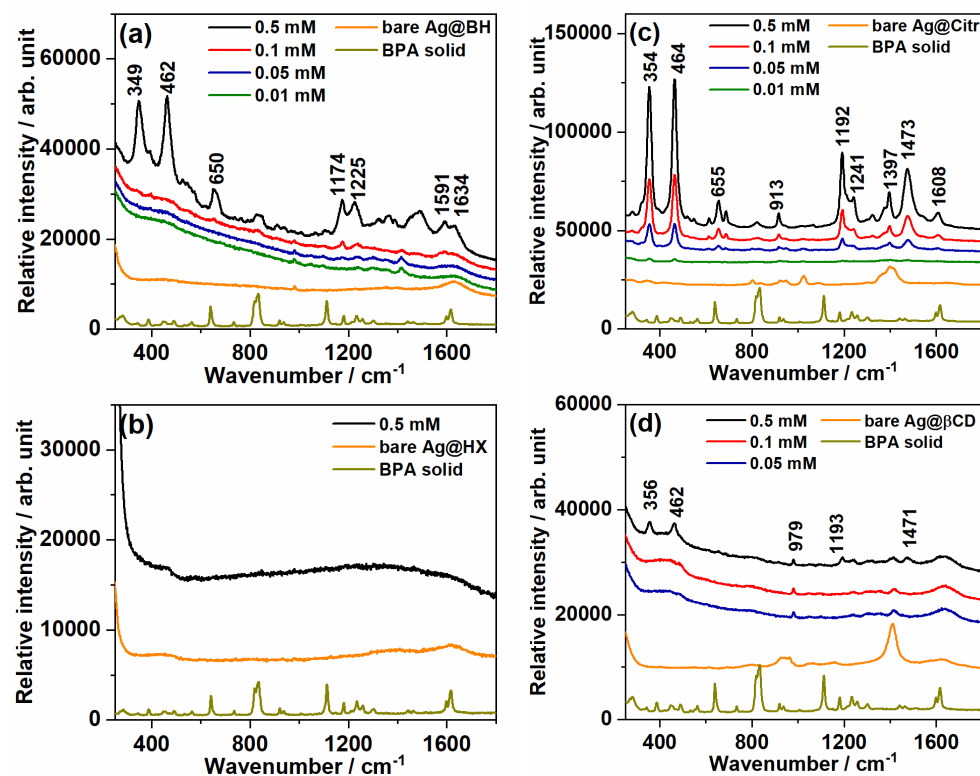 (a)
0.5 mM
0.1 mM
0.05 mM
0.01 mM
bare Ag@BH
BPA solid
349
462
650
1174
1225
1591
1634
60000
40000
20000
0
400 800 1200 1600
Relative intensity / arb. unit
Wavenumber / cm⁻¹
(c)
0.5 mM
0.1 mM
0.05 mM
0.01 mM
bare Ag@Citr
BPA solid
354
464
655
913
1192
1241
1397
1473
1608
150000
100000
50000
0
400 800 1200 1600
Relative intensity / arb. unit
Wavenumber / cm⁻¹
(b)
0.5 mM
bare Ag@HX
BPA solid
30000
20000
10000
0
400 800 1200 1600
Relative intensity / arb. unit
Wavenumber / cm⁻¹
(d)
0.5 mM
0.1 mM
0.05 mM
bare Ag@βCD
BPA solid
356
462
979
1193
1471
60000
40000
20000
0
400 800 1200 1600
Relative intensity / arb. unit
Wavenumber / cm⁻¹